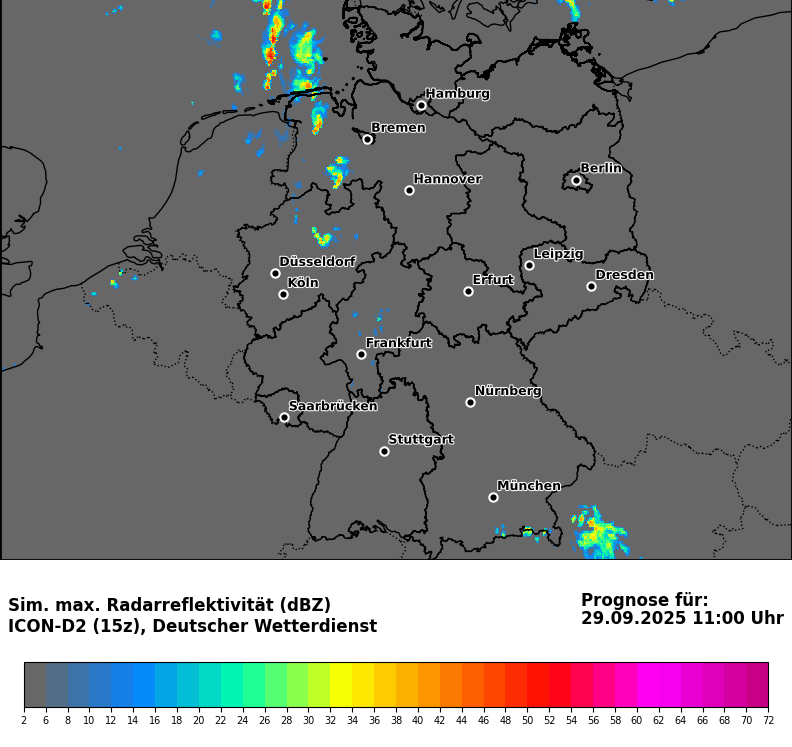 Hamburg
Bremen
Berlin
Hannover
Leipzig
Düsseldorf
Dresden
Erfurt
Köln
Frankfurt
Nürnberg
Saarbrücken
Stuttgart
München
Sim. max. Radarreflektivität (dBZ)
ICON-D2 (15z), Deutscher Wetterdienst
Prognose für:
29.09.2025 11:00 Uhr
2 6 8 10 12 14 16 18 20 22 24 26 28 30 32 34 36 38 40 42 44 46 48 50 52 54 56 58 60 62 64 66 68 70 72